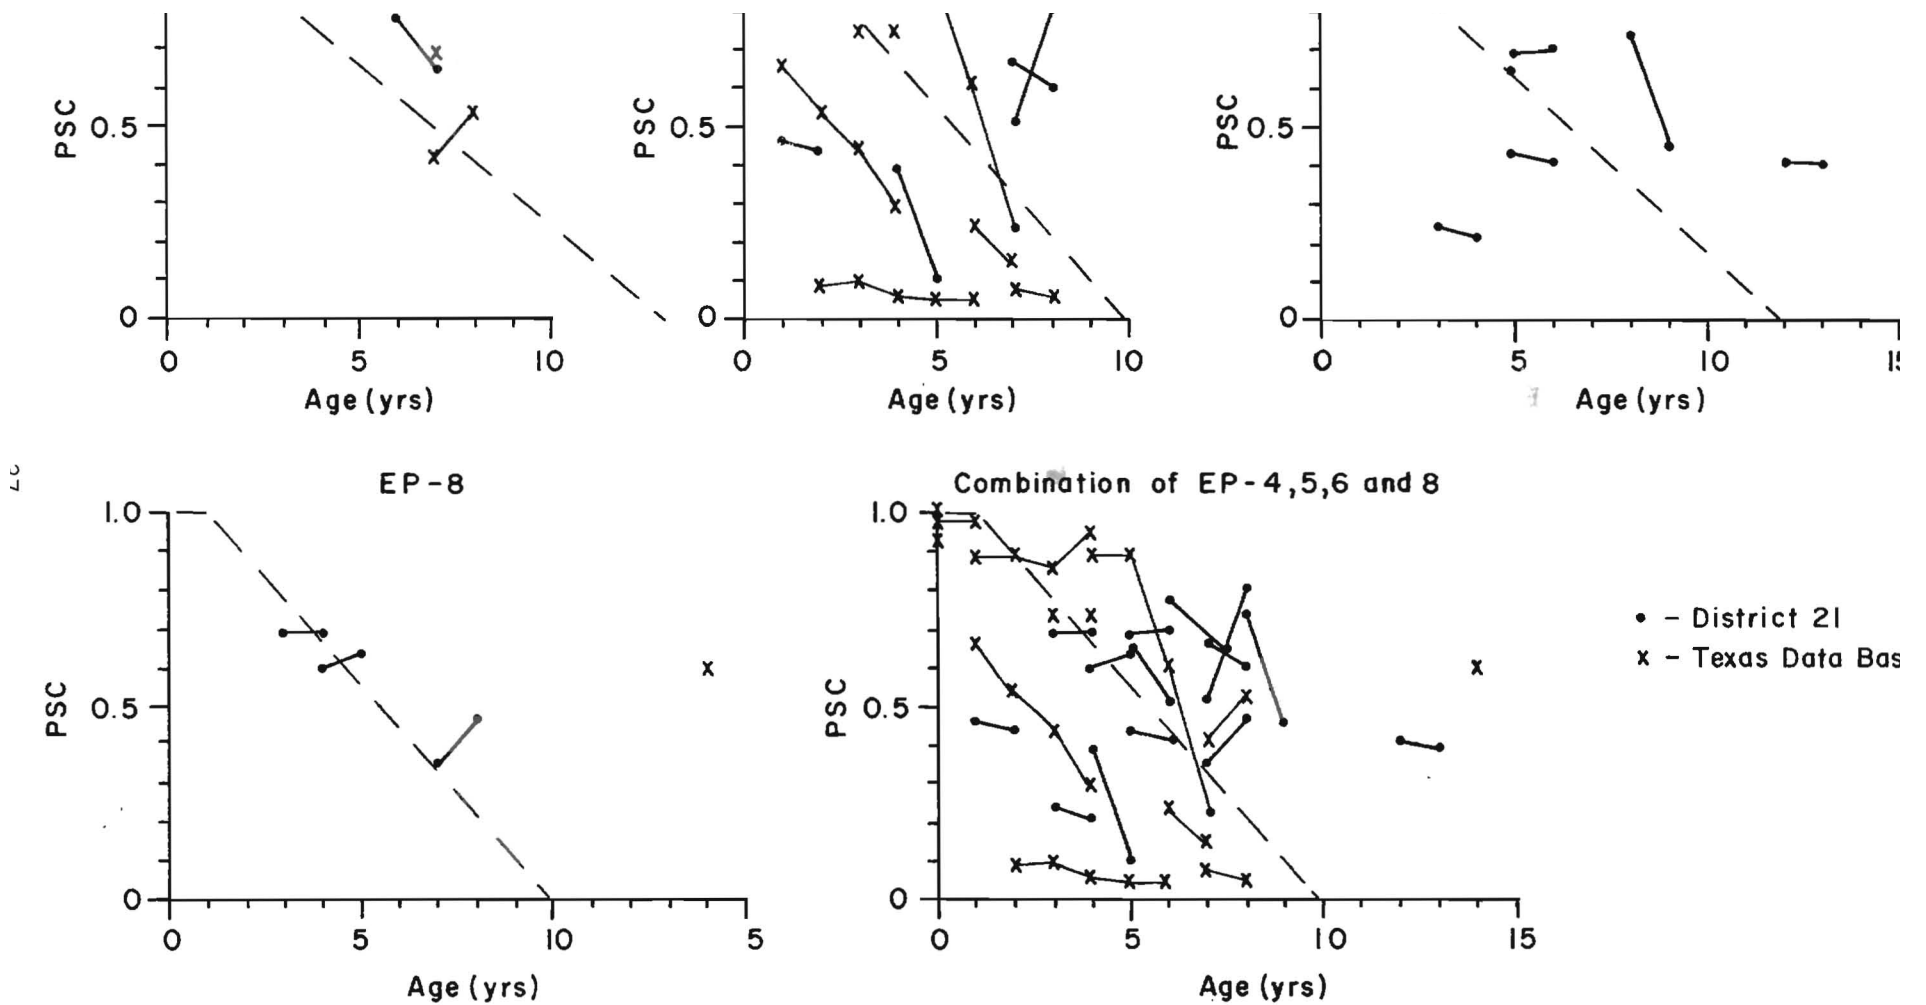 PSC
0.5
0
0
5
10
Age (yrs)
PSC
0.5
0
0
5
10
Age (yrs)
PSC
0.5
0
0
5
10
Age (yrs)
EP-8
PSC
1.0
0.5
0
0
5
10
5
Age (yrs)
Combination of EP-4,5,6 and 8
PSC
1.0
0.5
0
0
5
10
15
Age (yrs)
• - District 21
x - Texas Data Bas